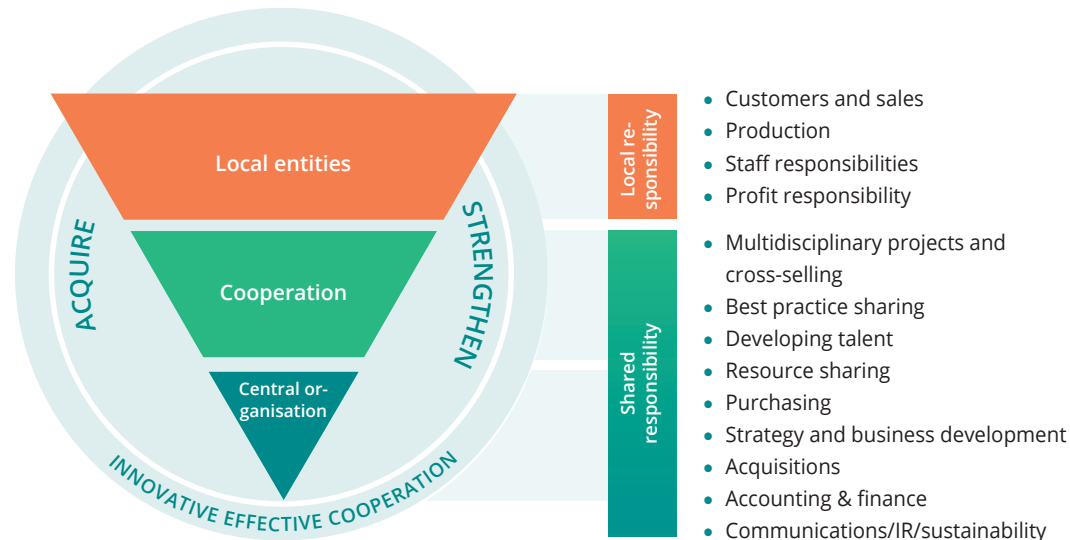 Local entities
Cooperation
Central or-
ganisation
ACQUIRE
STRENGTHEN
INNOVATIVE EFFECTIVE COOPERATION
Local re-
sponsibility
• Customers and sales
• Production
• Staff responsibilities
• Profit responsibility
Shared
responsibility
• Multidisciplinary projects and
cross-selling
• Best practice sharing
• Developing talent
• Resource sharing
• Purchasing
• Strategy and business development
• Acquisitions
• Accounting & finance
• Communications/IR/sustainability